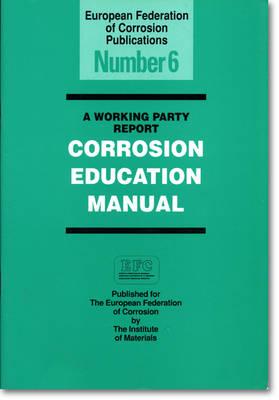 European Federation
of Corrosion
Publications
Number 6
A WORKING PARTY
REPORT
CORROSION
EDUCATION
MANUAL
EFC
Published for
The European Federation
of Corrosion
by
The Institute
of Materials